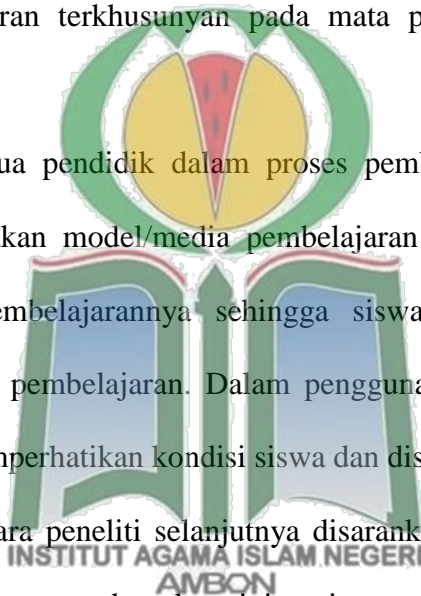 ran terkhusunyan pada mata p
ua pendidik dalam proses pemb
kan model/media pembelajaran
embelajarannya sehingga siswa
pembelajaran. Dalam pengguna
perhatikan kondisi siswa dan dis
ara peneliti selanjutnya disarank
INSTITUT AGAMA ISLAM NEGERI
AMBON